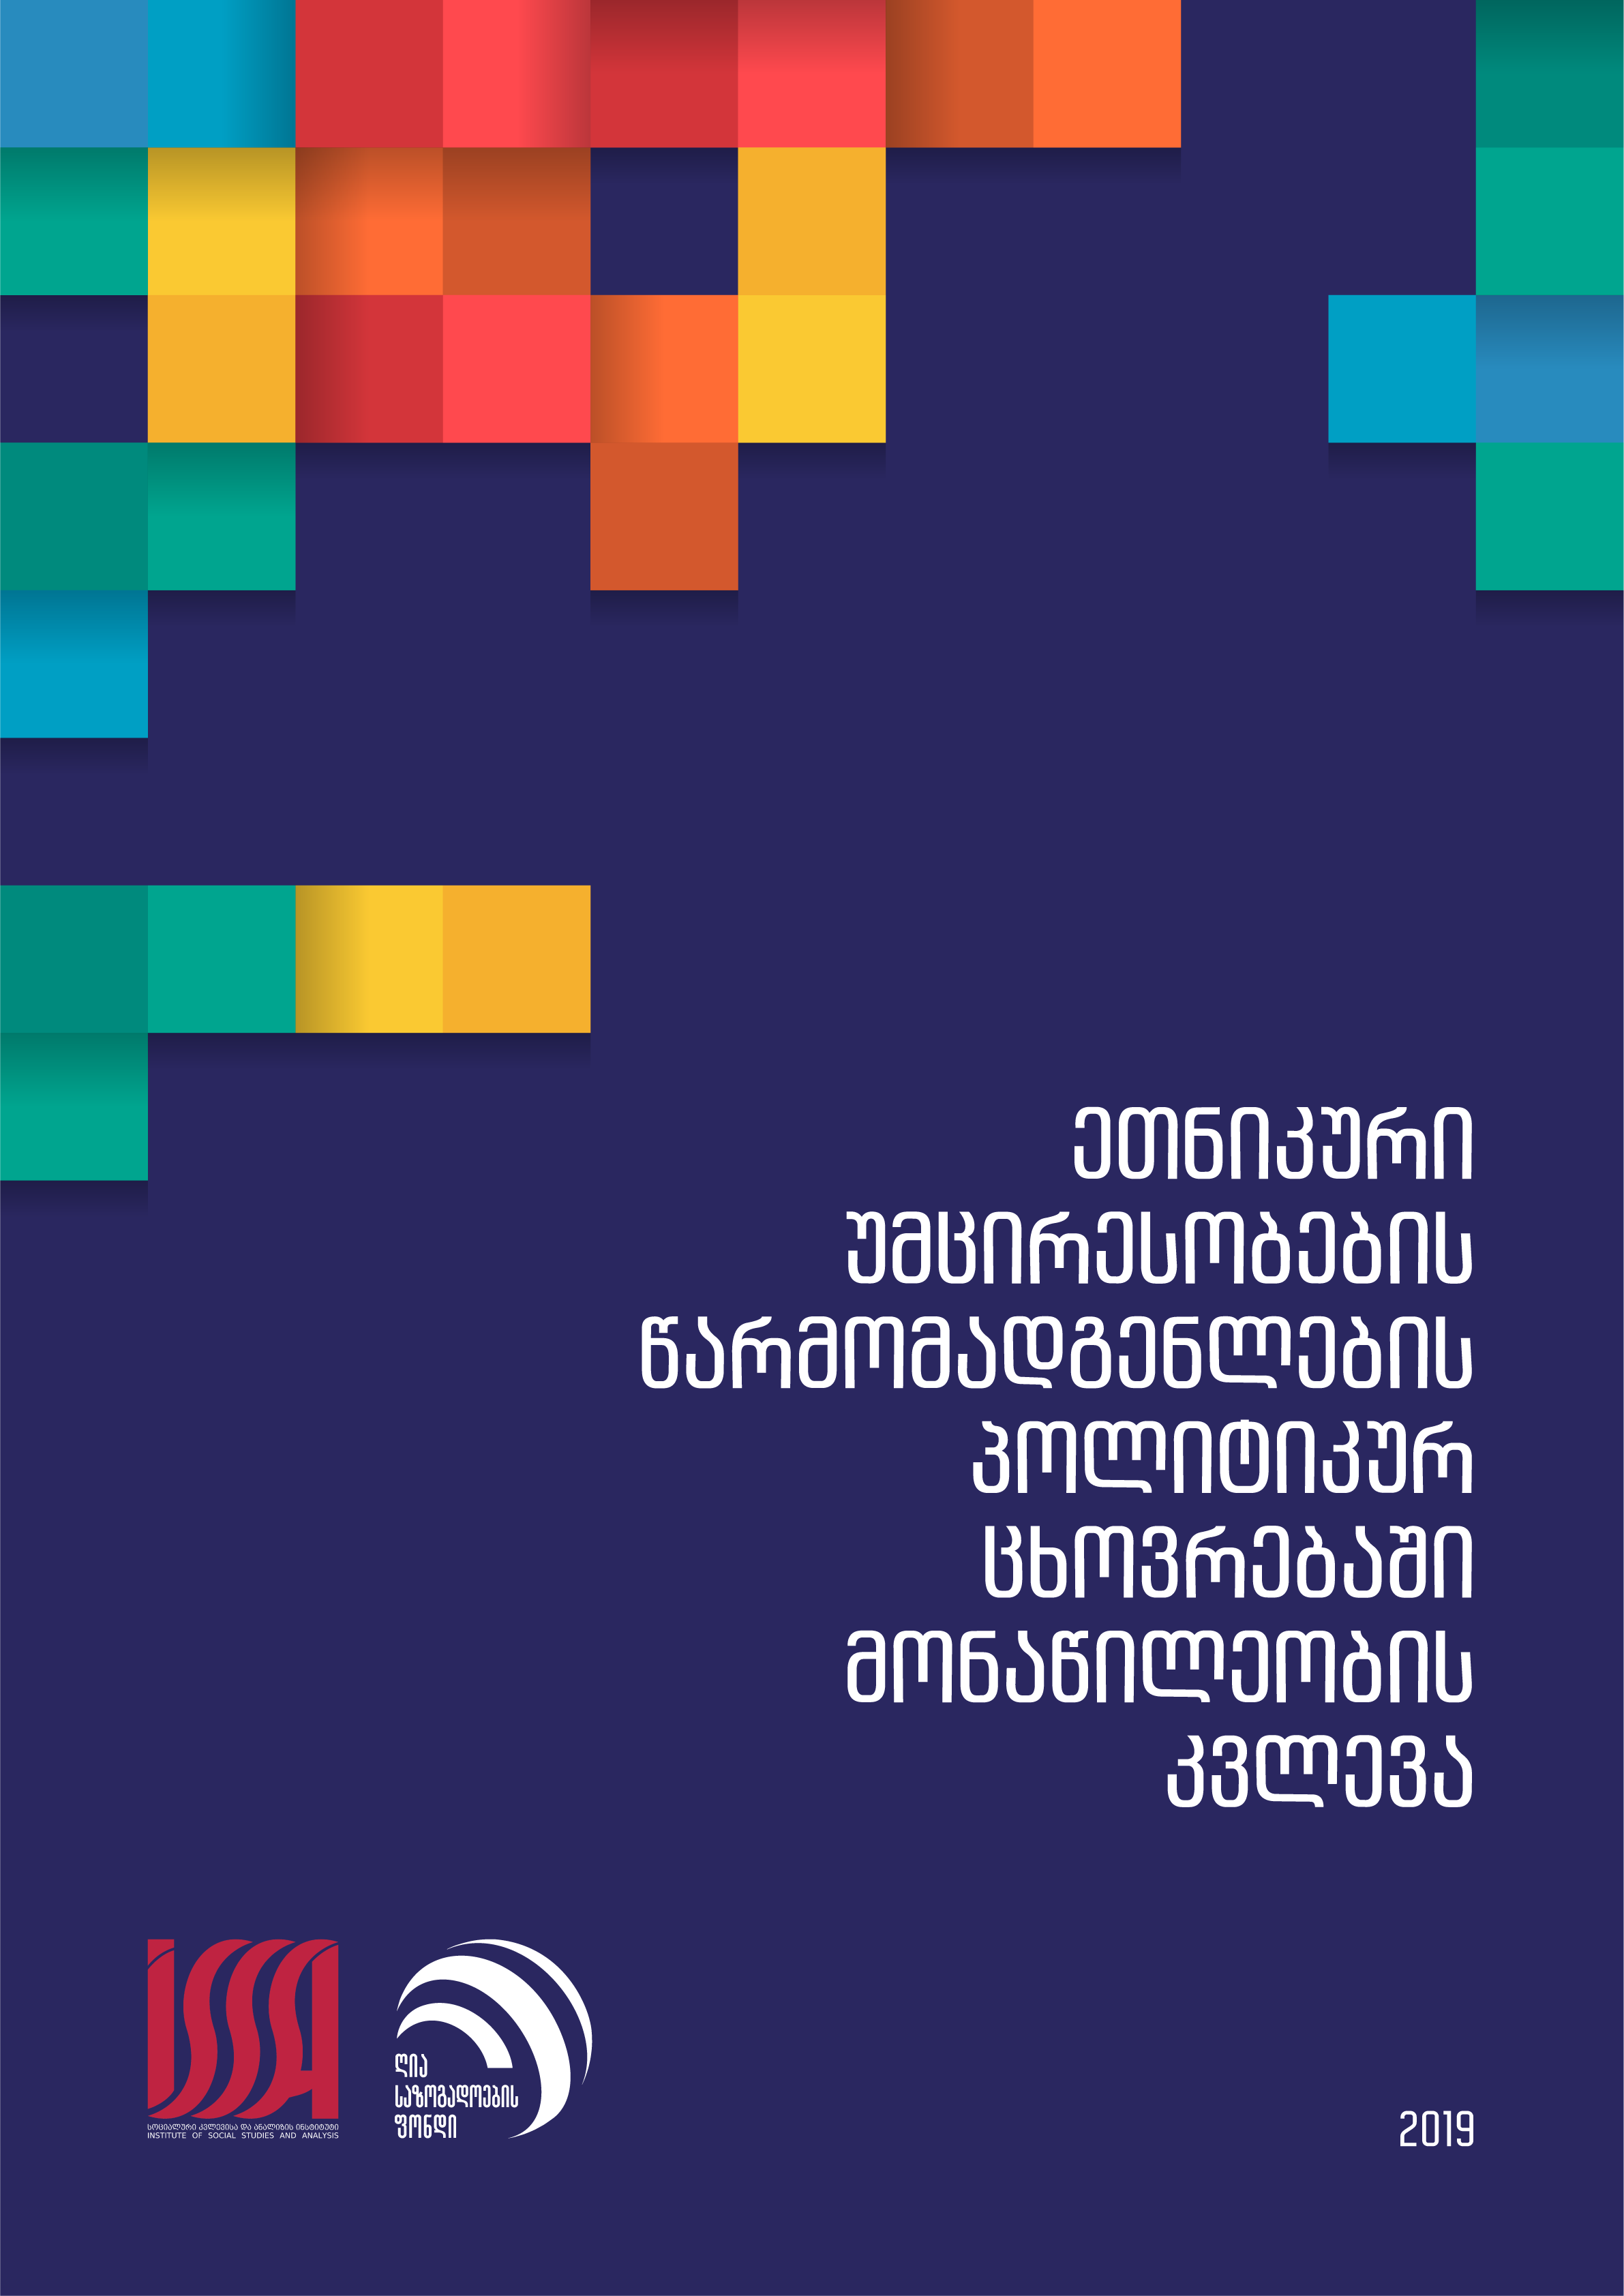 ეთნიკური
უმცირესობების
წარმომადგენლების
პოლიტიკურ
ცხოვრებაში
მონაწილეობის
კვლევა
ISSA
სოციალური კვლევისა და ანალიზის ინსტიტუტი
INSTITUTE OF SOCIAL STUDIES AND ANALYSIS
ღია
საზოგადოების
ფონდი
2019